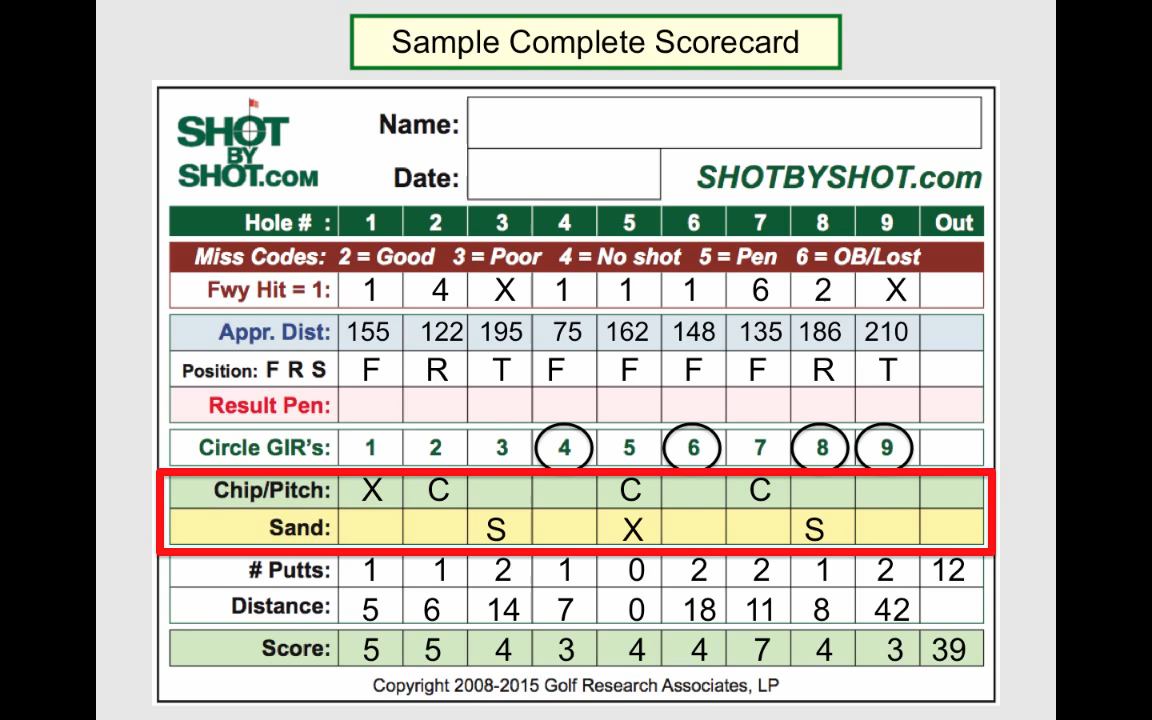 Sample Complete Scorecard
SHOT
BY
SHOT.COM
Name:
Date:
SHOTBYSHOT.com
Hole # : 1 2 3 4 5 6 7 8 9 Out
Miss Codes: 2 = Good 3 = Poor 4 = No shot 5 = Pen 6 = OB/Lost
Fwy Hit = 1: 1 4 X 1 1 1 6 2 X
Appr. Dist: 155 122 195 75 162 148 135 186 210
Position: F R S F R T F F F F R T
Result Pen:
Circle GIR's: 1 2 3 4 5 6 7 8 9
Chip/Pitch: X C C C
Sand: S X S
# Putts: 1 1 2 1 0 2 2 1 2 12
Distance: 5 6 14 7 0 18 11 8 42
Score: 5 5 4 3 4 4 7 4 3 39
Copyright 2008-2015 Golf Research Associates, LP